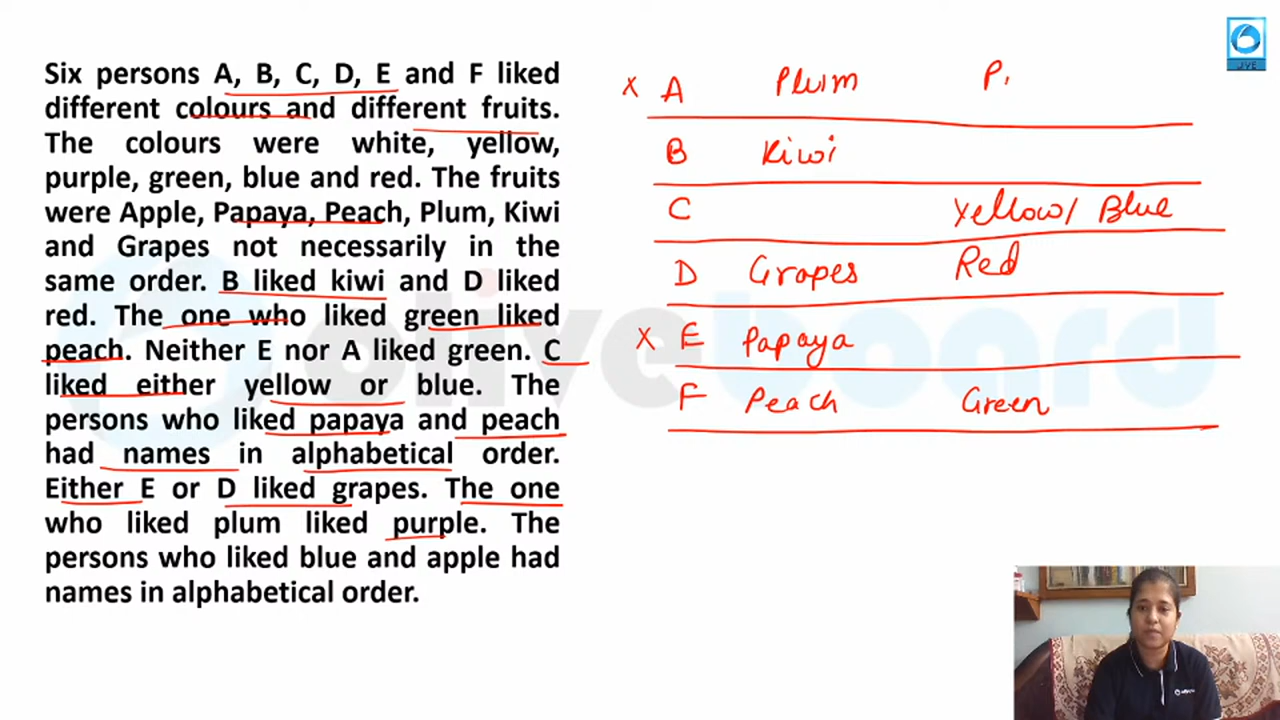 Six persons A, B, C, D, E and F liked
different colours and different fruits.
The colours were white, yellow,
purple, green, blue and red. The fruits
were Apple, Papaya, Peach, Plum, Kiwi
and Grapes not necessarily in the
same order. B liked kiwi and D liked
red. The one who liked green liked
peach. Neither E nor A liked green. C
liked either yellow or blue. The
persons who liked papaya and peach
had names in alphabetical order.
Either E or D liked grapes. The one
who liked plum liked purple. The
persons who liked blue and apple had
names in alphabetical order.
x A Plum P
B Kiwi
C Yellow/ Blue
D Grapes Red
x E Papaya
F Peach Green
LIVE
oliveboard